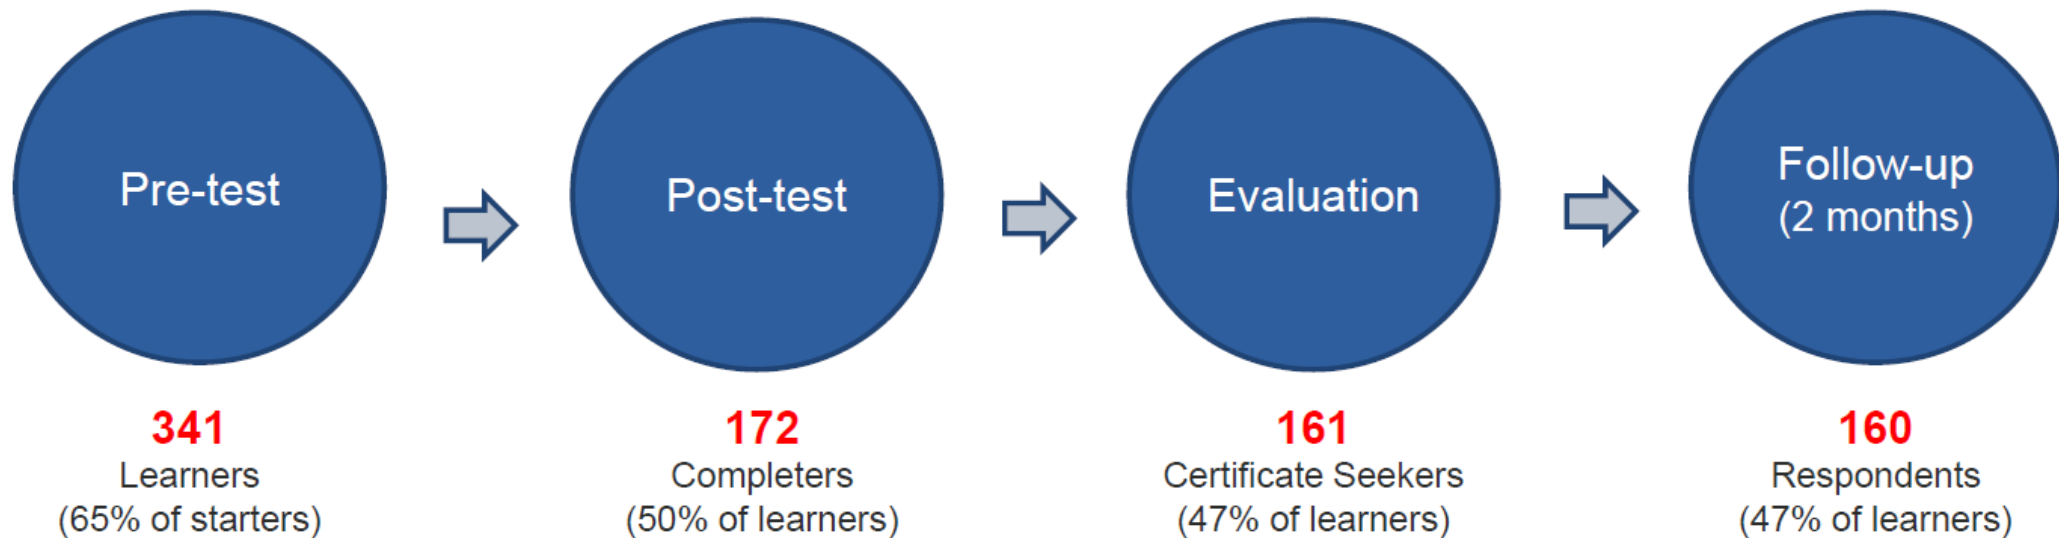 Pre-test
341
Learners
(65% of starters)
Post-test
172
Completers
(50% of learners)
Evaluation
161
Certificate Seekers
(47% of learners)
Follow-up
(2 months)
160
Respondents
(47% of learners)